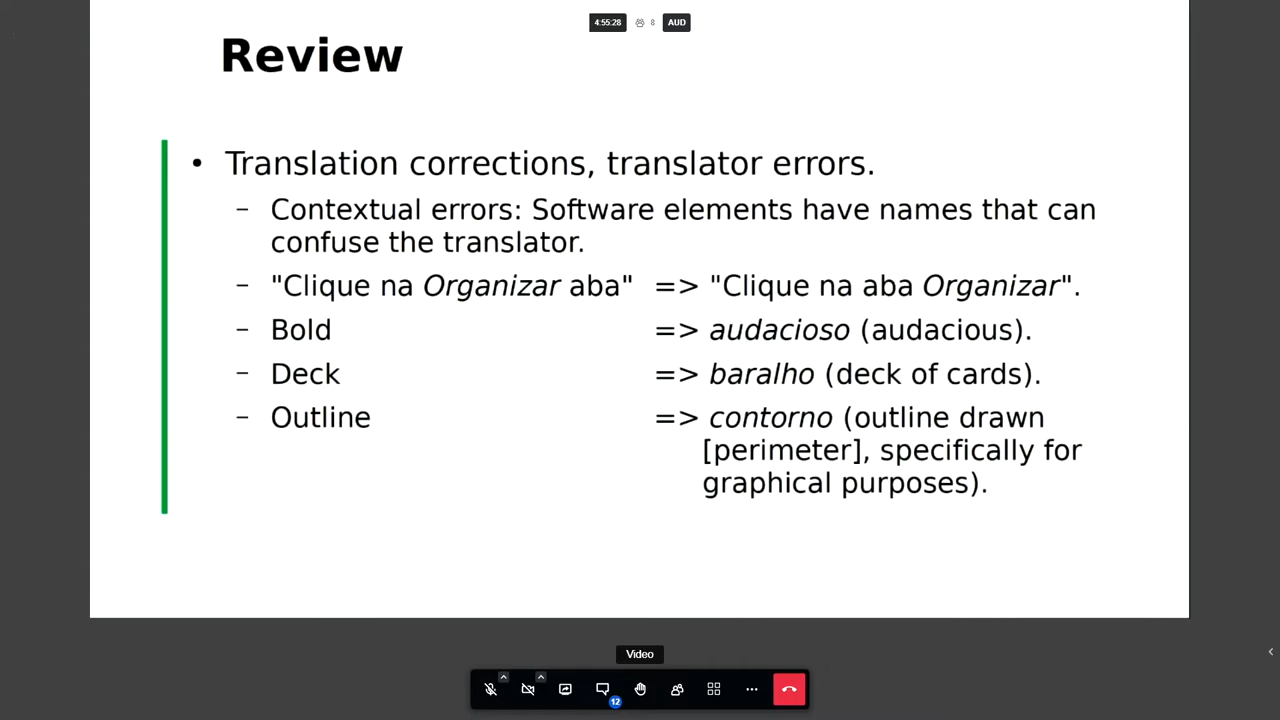 4:55:28 8 AUD
Review
• Translation corrections, translator errors.
– Contextual errors: Software elements have names that can
confuse the translator.
– "Clique na Organizar aba" => "Clique na aba Organizar".
– Bold => audacioso (audacious).
– Deck => baralho (deck of cards).
– Outline => contorno (outline drawn
[perimeter], specifically for
graphical purposes).
Video
12